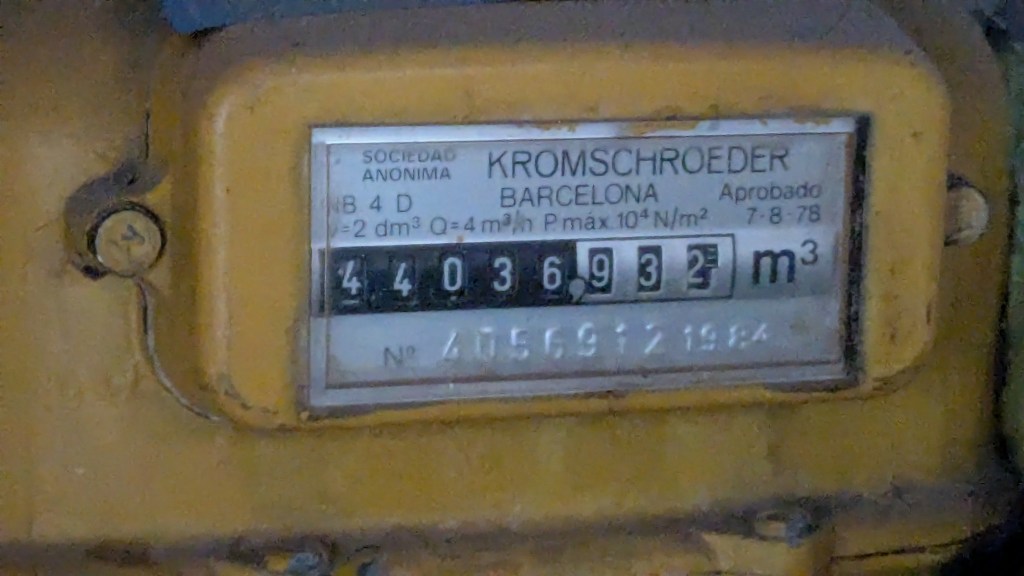 SOCIEDAD ANONIMA KROMSCHROEDER
BARCELONA Aprobado
NB 4 D 7-8-78
V=2 dm³ Q=4 m³/h P máx. 10⁴ N/m²
44036,932 m³
Nº 4056912 1984